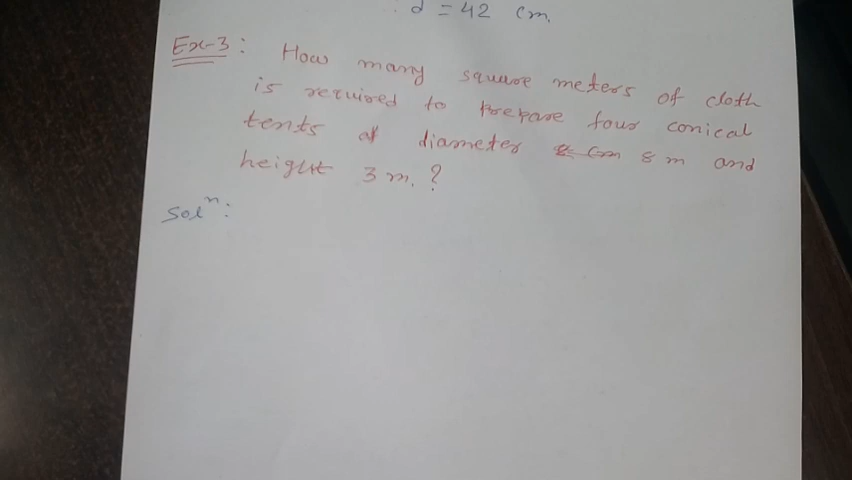 ∴ d = 42 cm.
Ex-3: How many square meters of cloth
is required to prepare four conical
tents of diameter 8 m and
height 3 m.?
Solⁿ: